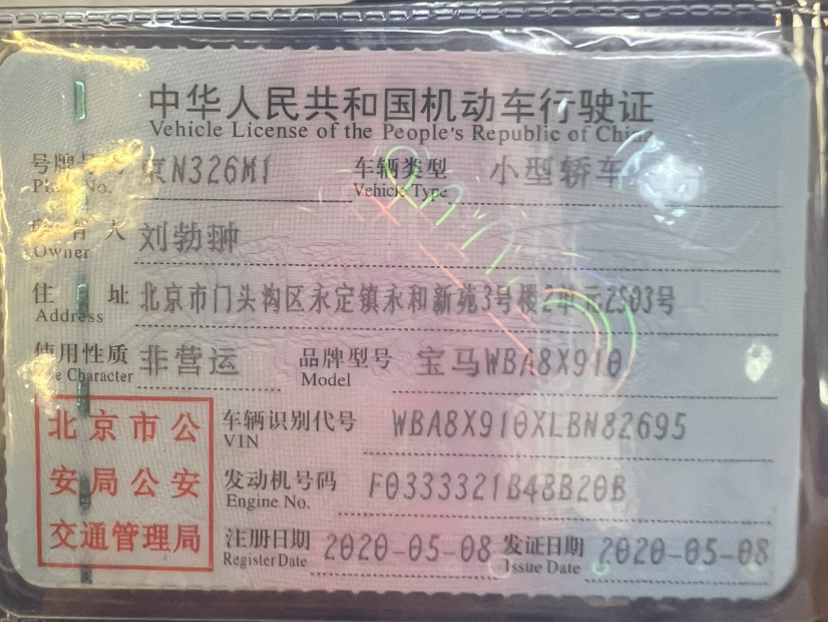 中华人民共和国机动车行驶证
Vehicle License of the People's Republic of China
号牌号码 京N326M1 车辆类型 小型轿车
Plate No. Vehicle Type
所有人 刘勃翀
Owner
住址 北京市门头沟区永定镇永和新苑3号楼2单元2503号
Address
使用性质 非营运 品牌型号 宝马WBA8X910
Use Character Model
北京市公 车辆识别代号 WBA8X910XLBN82695
VIN
安局公安 发动机号码 F0333321B48B20B
Engine No.
交通管理局 注册日期 2020-05-08 发证日期 2020-05-08
Register Date Issue Date